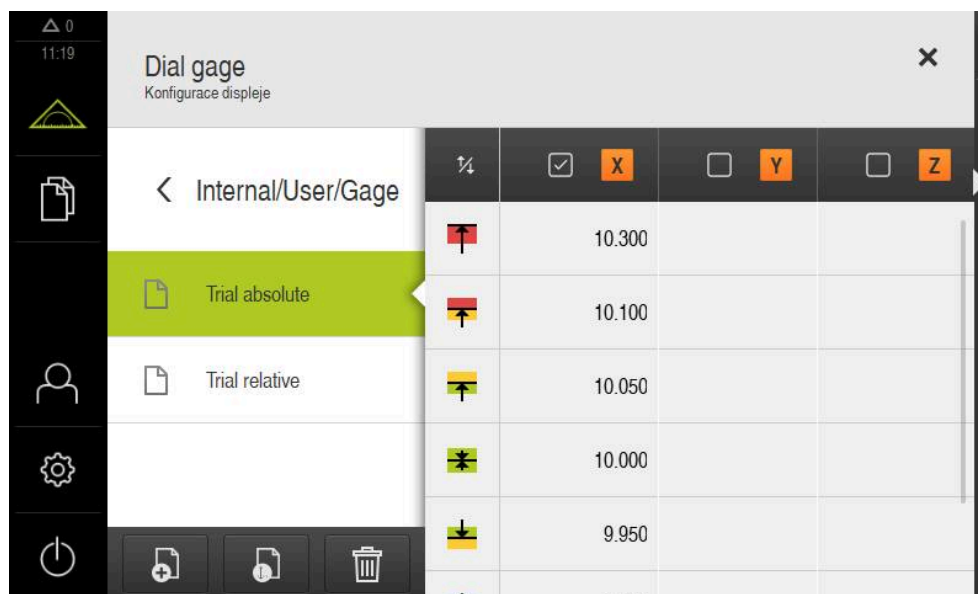 0
11:19
Dial gage
Konfigurace displeje
Internal/User/Gage
Trial absolute
Trial relative
X
Y
Z
10.300
10.100
10.050
10.000
9.950